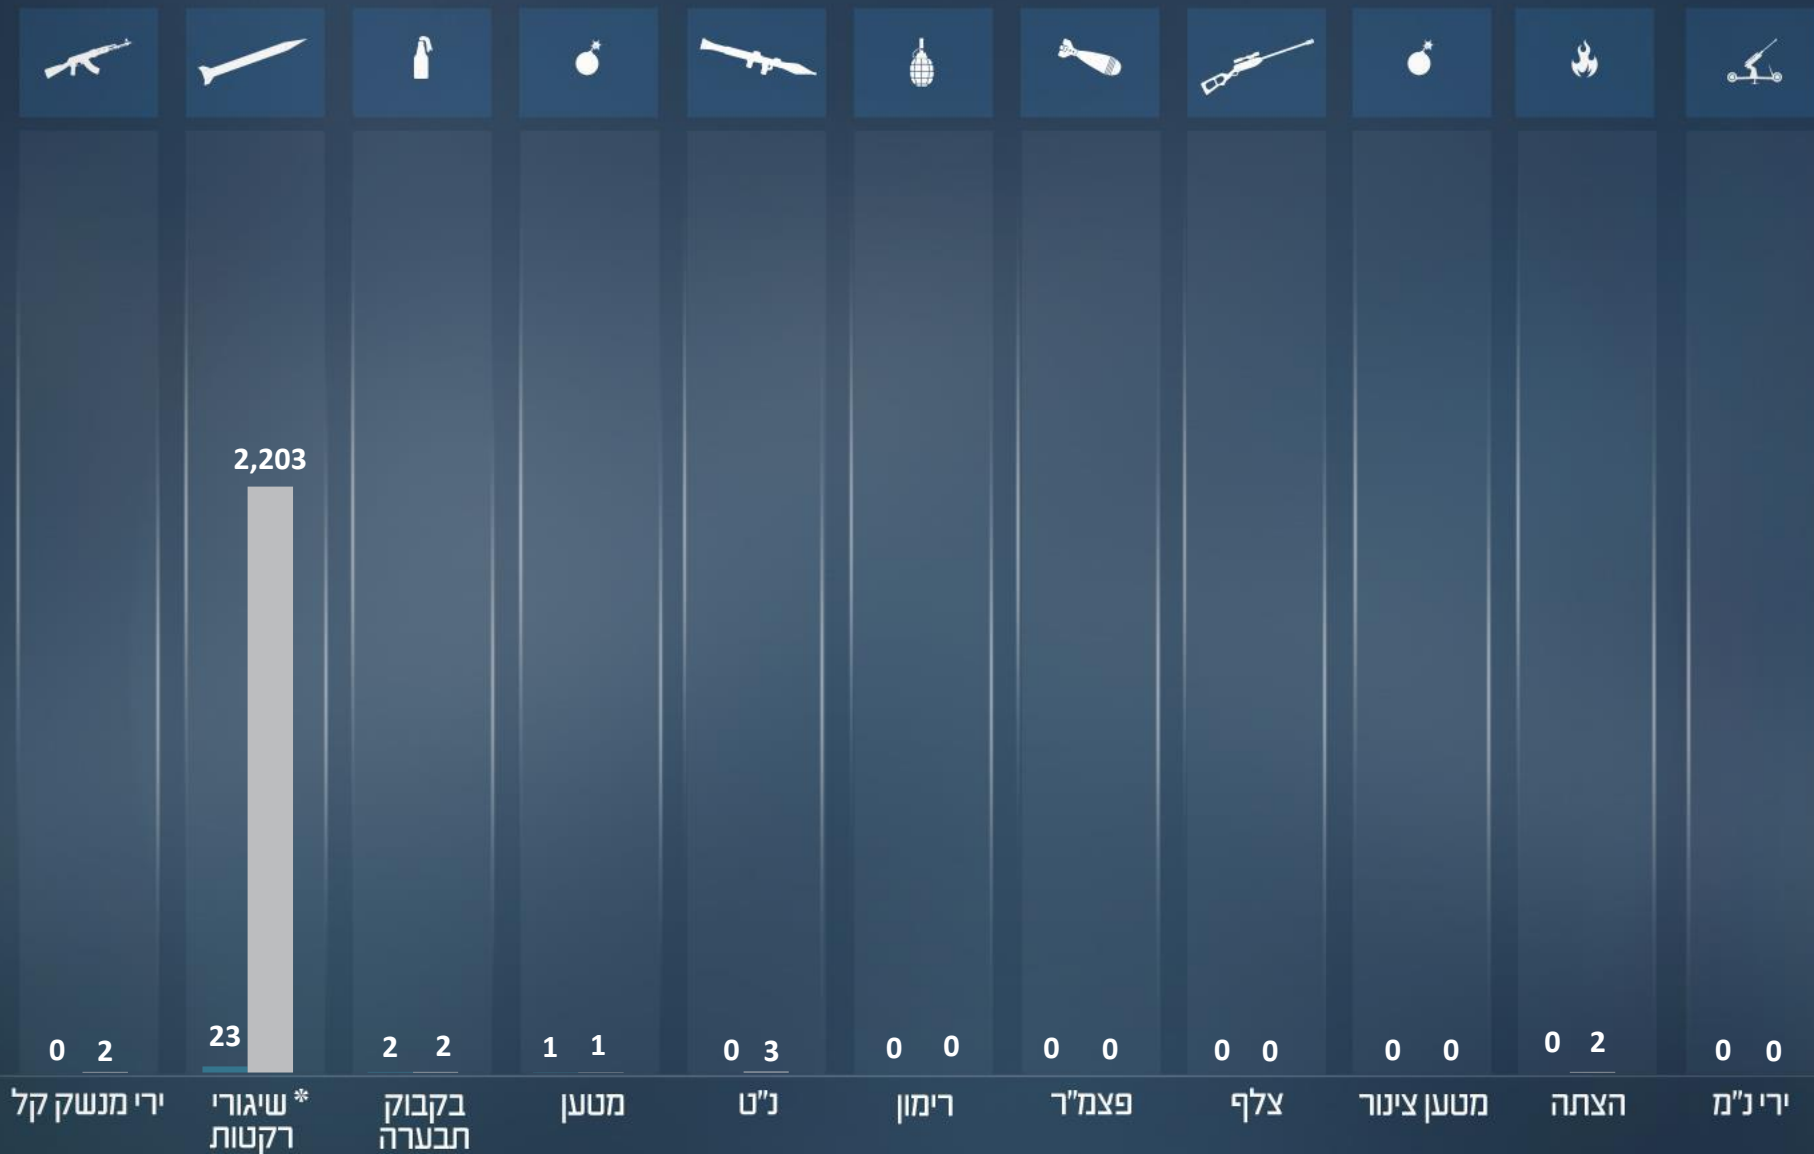 2,203
23
0 2
2 2
1 1
0 3
0 0
0 0
0 0
0 0
0 2
0 0
ירי מנשק קל
* שיגורי
רקטות
בקבוק
תבערה
מטען
נ"ט
רימון
פצמ"ר
צלף
מטען צינור
הצתה
ירי נ"מ